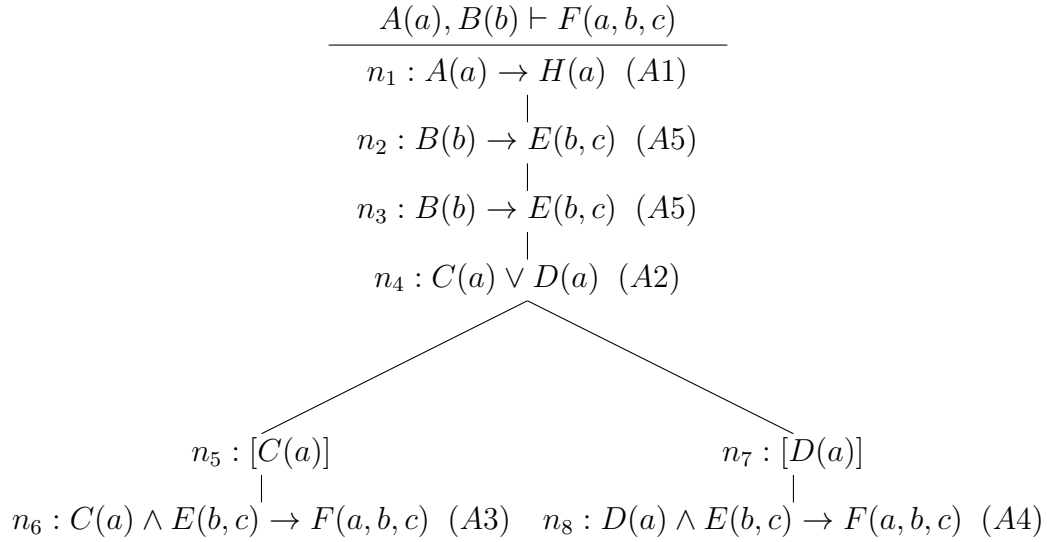 A(a), B(b) ⊢ F(a, b, c)
n₁ : A(a) → H(a) (A1)
n₂ : B(b) → E(b, c) (A5)
n₃ : B(b) → E(b, c) (A5)
n₄ : C(a) ∨ D(a) (A2)
n₅ : [C(a)] n₇ : [D(a)]
n₆ : C(a) ∧ E(b, c) → F(a, b, c) (A3) n₈ : D(a) ∧ E(b, c) → F(a, b, c) (A4)